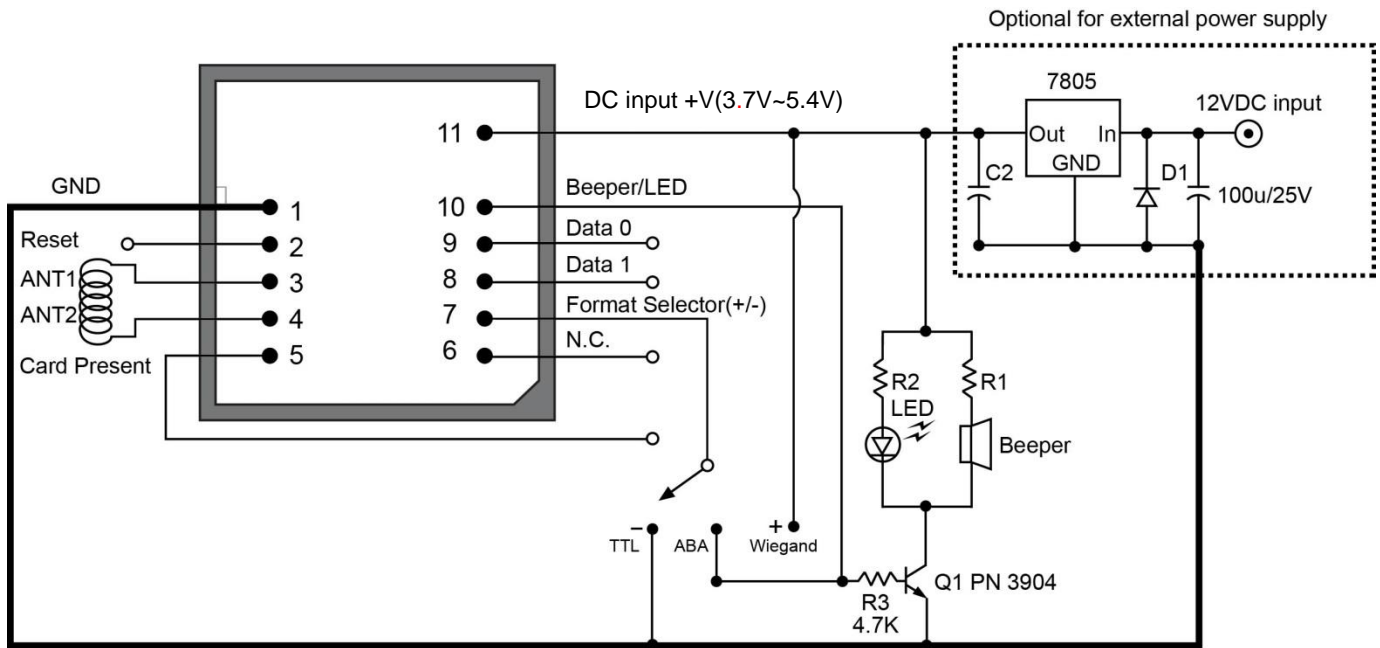 Optional for external power supply
7805
12VDC input
DC input +V(3.7V~5.4V)
11
Out
In
GND
C2
D1
100u/25V
GND
1
Beeper/LED
10
Reset
2
Data 0
9
ANT1
3
Data 1
8
ANT2
4
Format Selector(+/-)
7
Card Present
5
N.C.
6
R2
R1
LED
Beeper
−
TTL
ABA
+
Wiegand
R3
4.7K
Q1 PN 3904